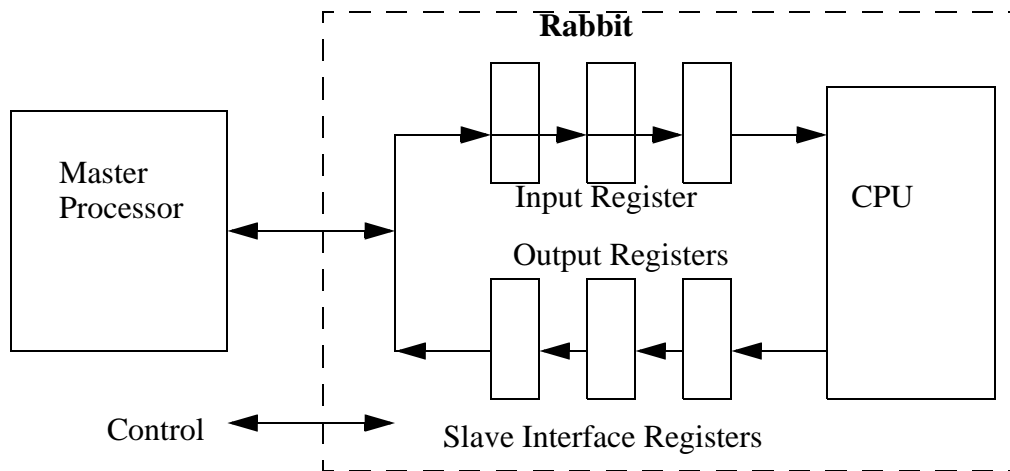 Rabbit
Master
Processor
Input Register
CPU
Output Registers
Control
Slave Interface Registers